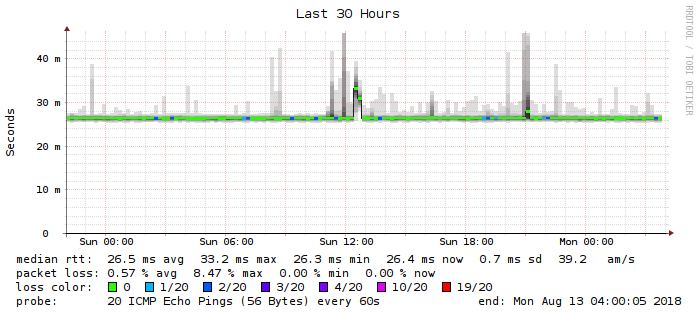 Last 30 Hours
RRDTOOL / TOBI OETIKER
Seconds
40 m
30 m
20 m
10 m
0
Sun 00:00 Sun 06:00 Sun 12:00 Sun 18:00 Mon 00:00
median rtt: 26.5 ms avg 33.2 ms max 26.3 ms min 26.4 ms now 0.7 ms sd 39.2 am/s
packet loss: 0.57 % avg 8.47 % max 0.00 % min 0.00 % now
loss color: 0 1/20 2/20 3/20 4/20 10/20 19/20
probe: 20 ICMP Echo Pings (56 Bytes) every 60s end: Mon Aug 13 04:00:05 2018